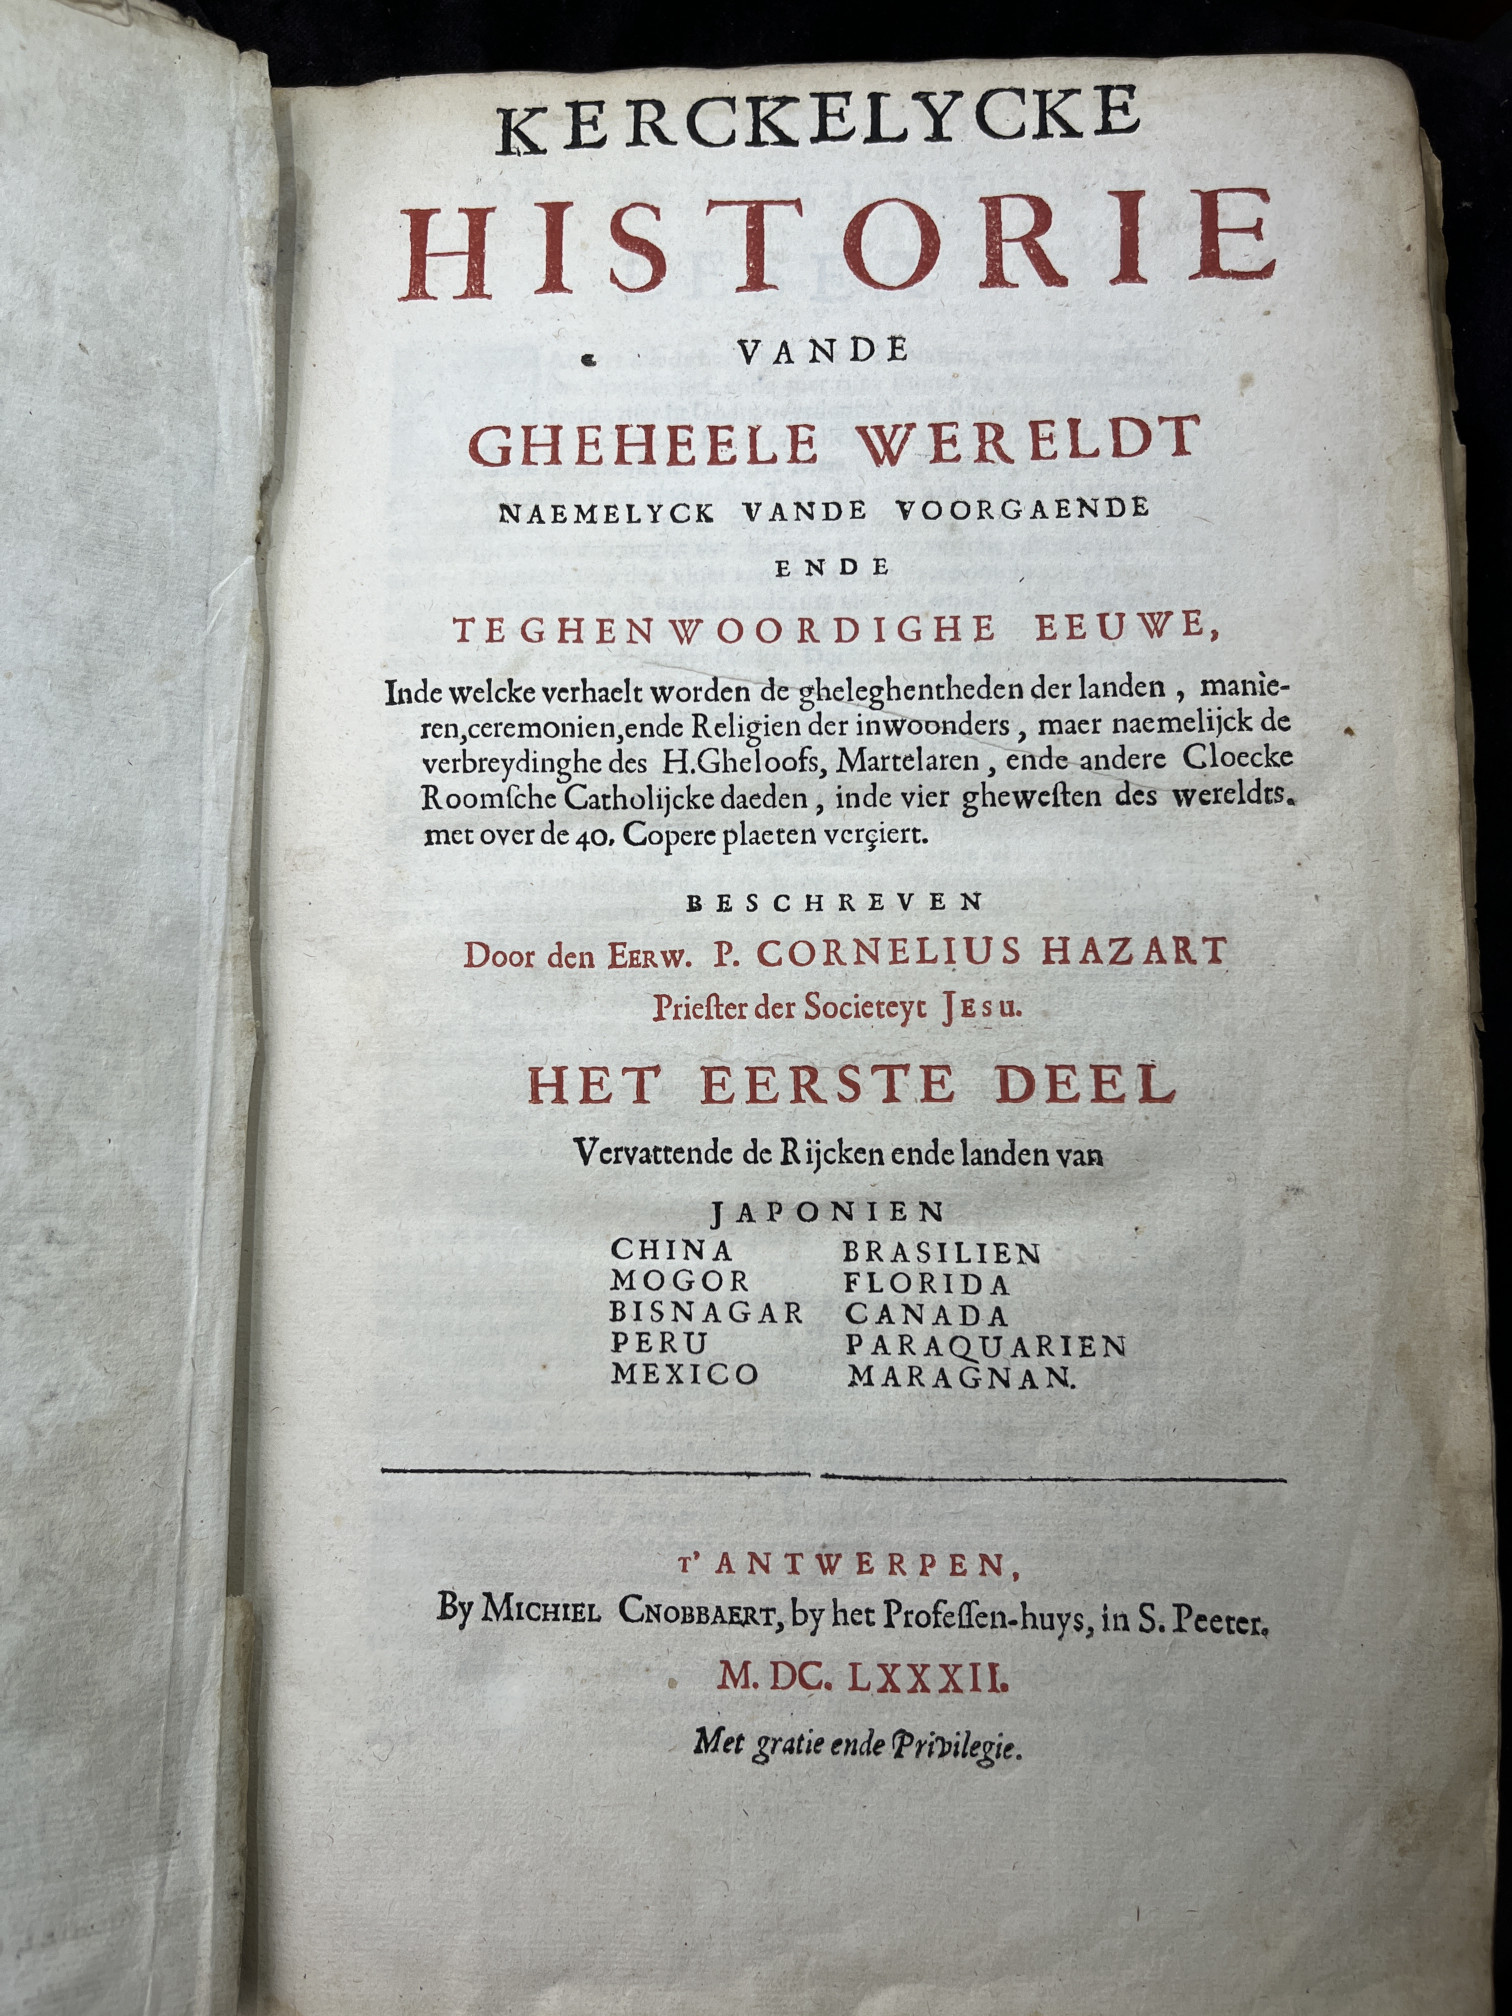 KERCKELYCKE
HISTORIE
VANDE
GHEHEELE WERELDT
NAEMELYCK VANDE VOORGAENDE
ENDE
TEGHENWOORDIGHE EEUWE,
Inde welcke verhaelt worden de gheleghentheden der landen, manie-
ren, ceremonien, ende Religien der inwoonders, maer naemelijck de
verbreydinghe des H. Gheloofs, Martelaren, ende andere Cloecke
Roomſche Catholijcke daeden, inde vier gheweſten des wereldts.
met over de 40. Copere plaeten verçiert.
BESCHREVEN
Door den EERW. P. CORNELIUS HAZART
Prieſter der Societeyt JESU.
HET EERSTE DEEL
Vervattende de Rijcken ende landen van
JAPONIEN
CHINA BRASILIEN
MOGOR FLORIDA
BISNAGAR CANADA
PERU PARAQUARIEN
MEXICO MARAGNAN.
T' ANTWERPEN,
By MICHIEL CNOBBAERT, by het Profeſſen-huys, in S. Peeter.
M. DC. LXXXII.
Met gratie ende Privilegie.